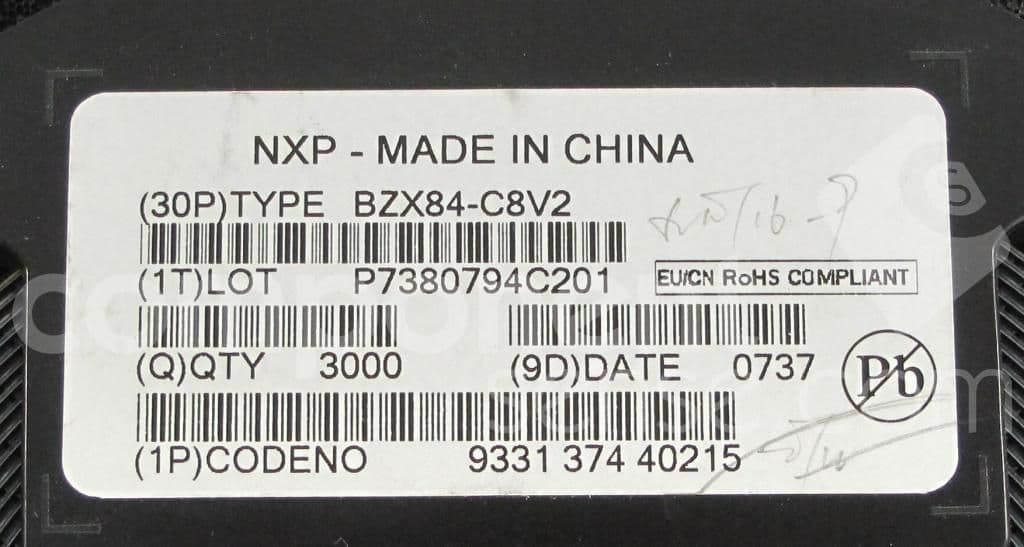 NXP - MADE IN CHINA
(30P)TYPE BZX84-C8V2
(1T)LOT P7380794C201
EU/CN RoHS COMPLIANT
(Q)QTY 3000 (9D)DATE 0737
Pb
(1P)CODENO 9331 374 40215